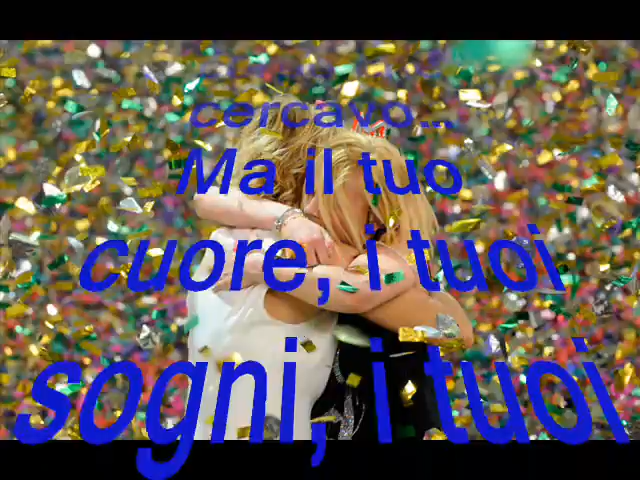 cercavo...
Ma il tuo
cuore, i tuoi
sogni, i tuoi